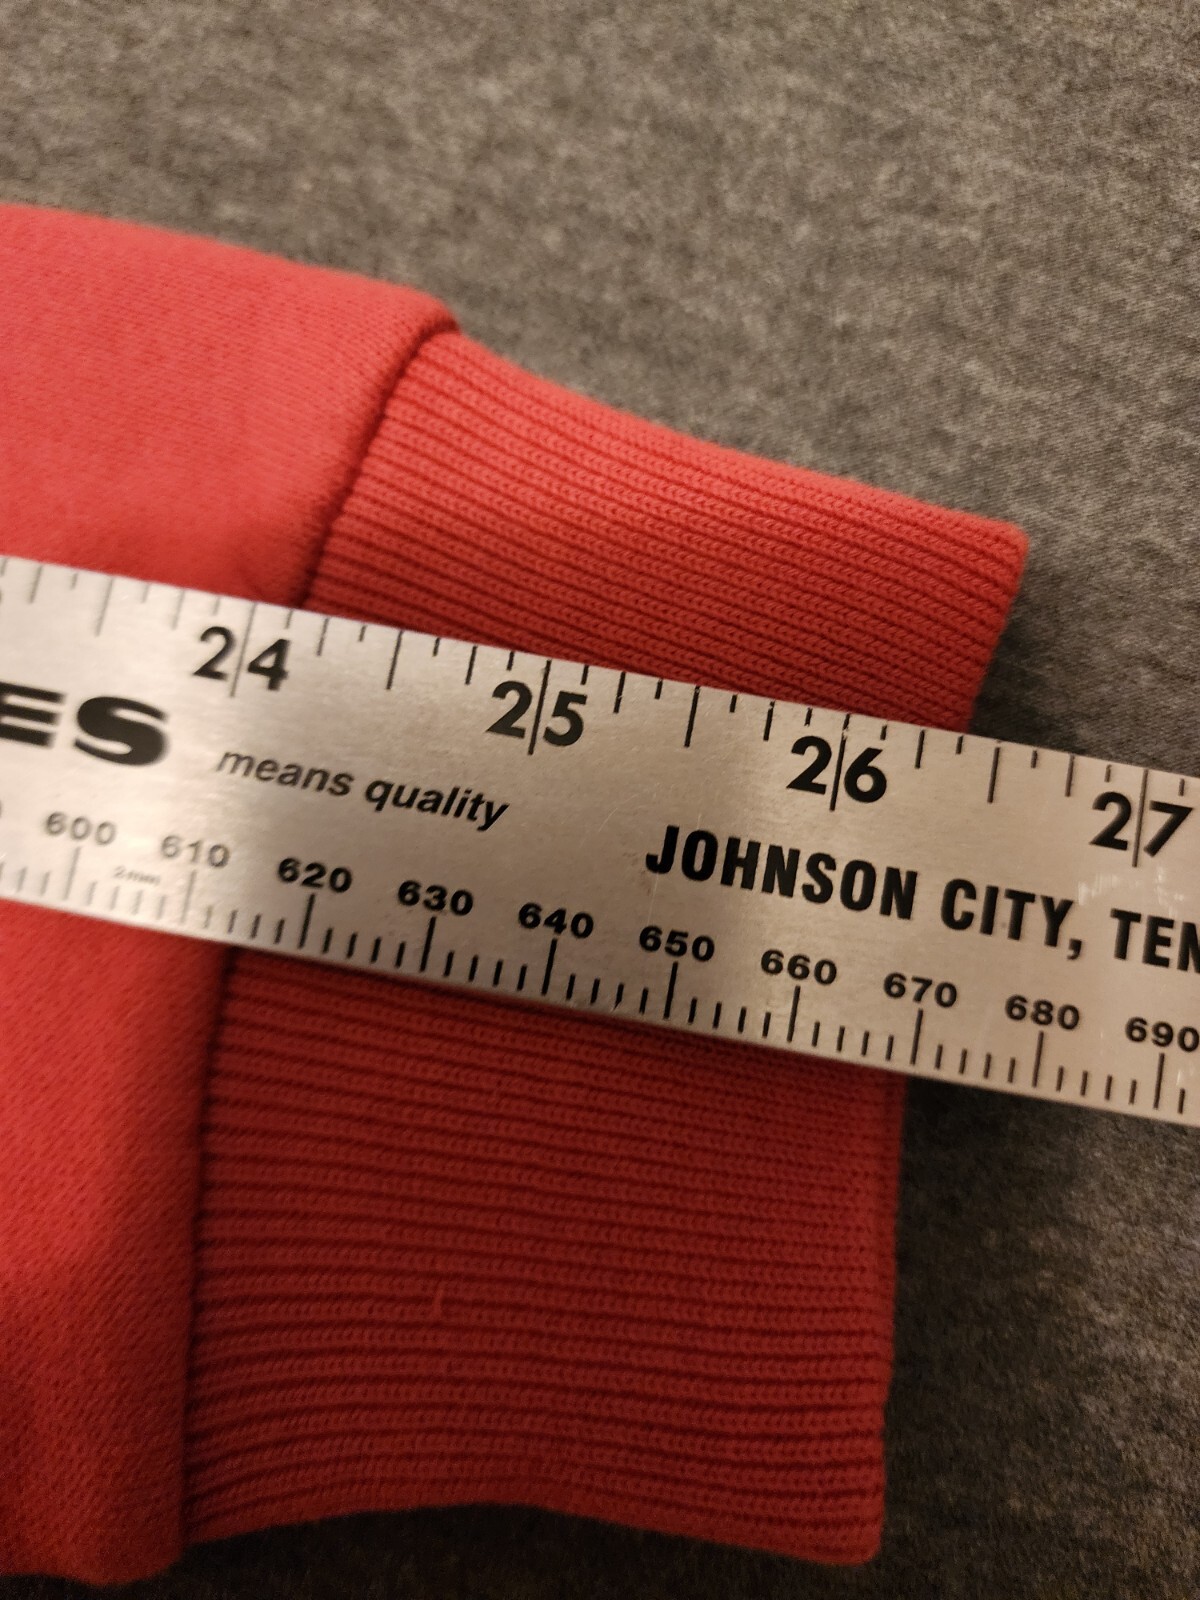 24 25 26 27
ES means quality
JOHNSON CITY, TEN
600 610 620 630 640 650 660 670 680 690
2mm